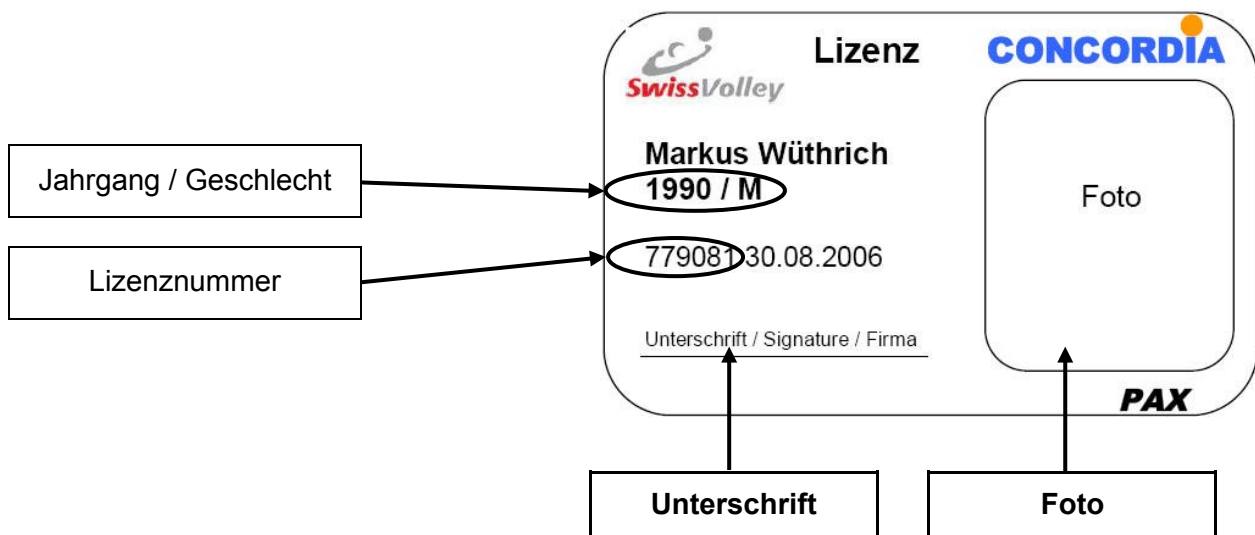 Lizenz
CONCORDIA
SwissVolley
Markus Wüthrich
Jahrgang / Geschlecht
1990 / M
Foto
779081 30.08.2006
Lizenznummer
Unterschrift / Signature / Firma
PAX
Unterschrift
Foto